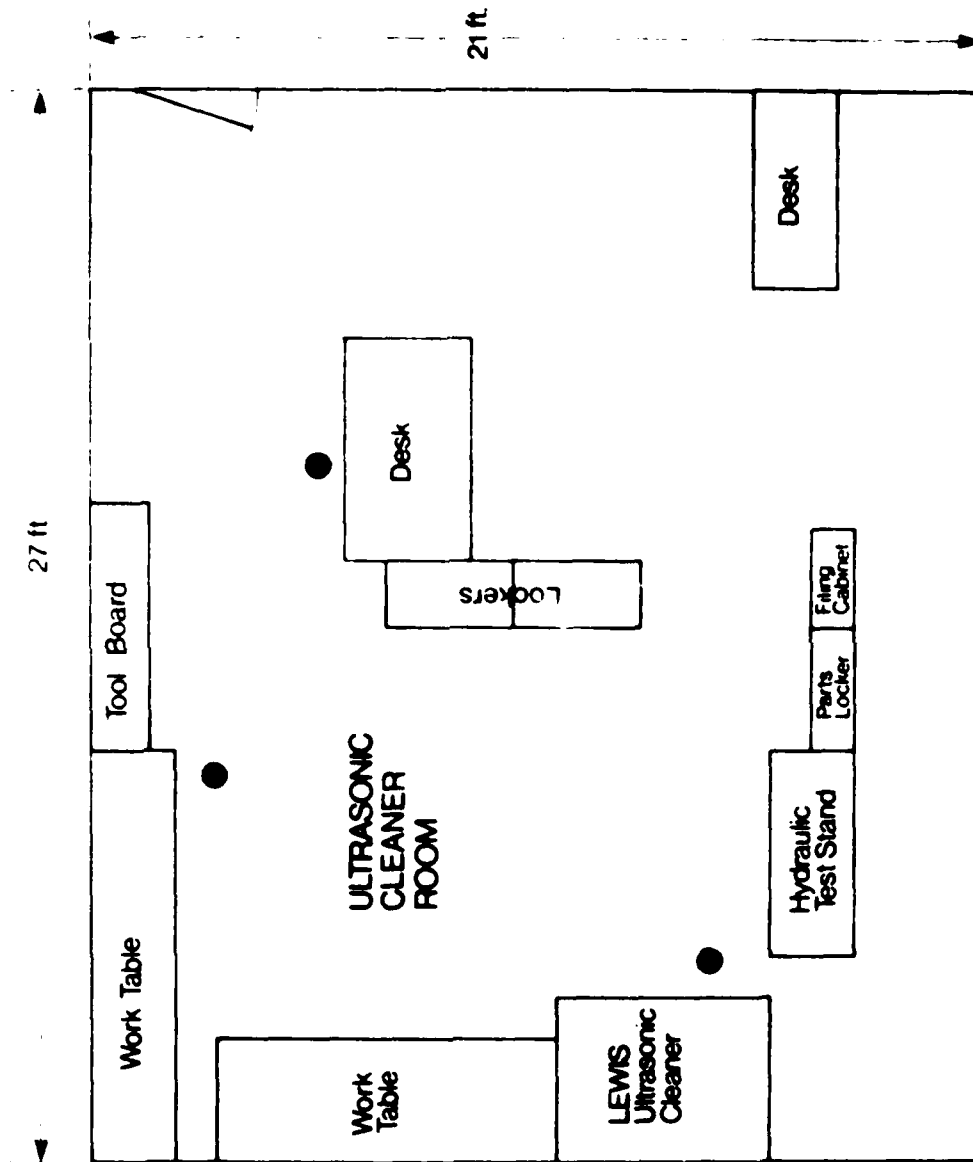 27 ft
21 ft.
Work Table
Tool Board
Desk
Lockers
ULTRASONIC
CLEANER
ROOM
Work
Table
LEWIS
Ultrasonic
Cleaner
Hydraulic
Test Stand
Parts
Locker
Filing
Cabinet
Desk